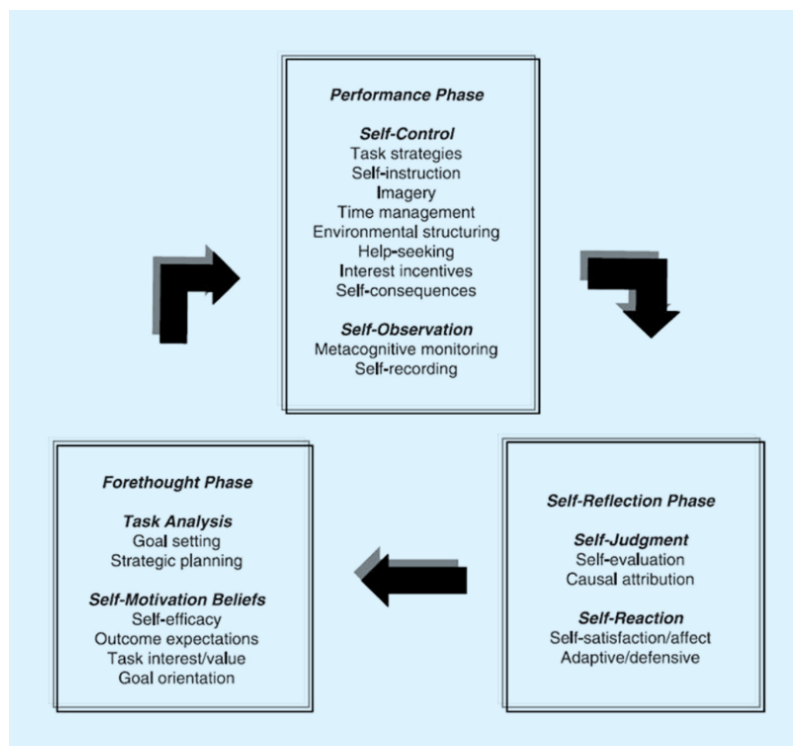 Performance Phase
Self-Control
Task strategies
Self-instruction
Imagery
Time management
Environmental structuring
Help-seeking
Interest incentives
Self-consequences
Self-Observation
Metacognitive monitoring
Self-recording
Forethought Phase
Task Analysis
Goal setting
Strategic planning
Self-Motivation Beliefs
Self-efficacy
Outcome expectations
Task interest/value
Goal orientation
Self-Reflection Phase
Self-Judgment
Self-evaluation
Causal attribution
Self-Reaction
Self-satisfaction/affect
Adaptive/defensive